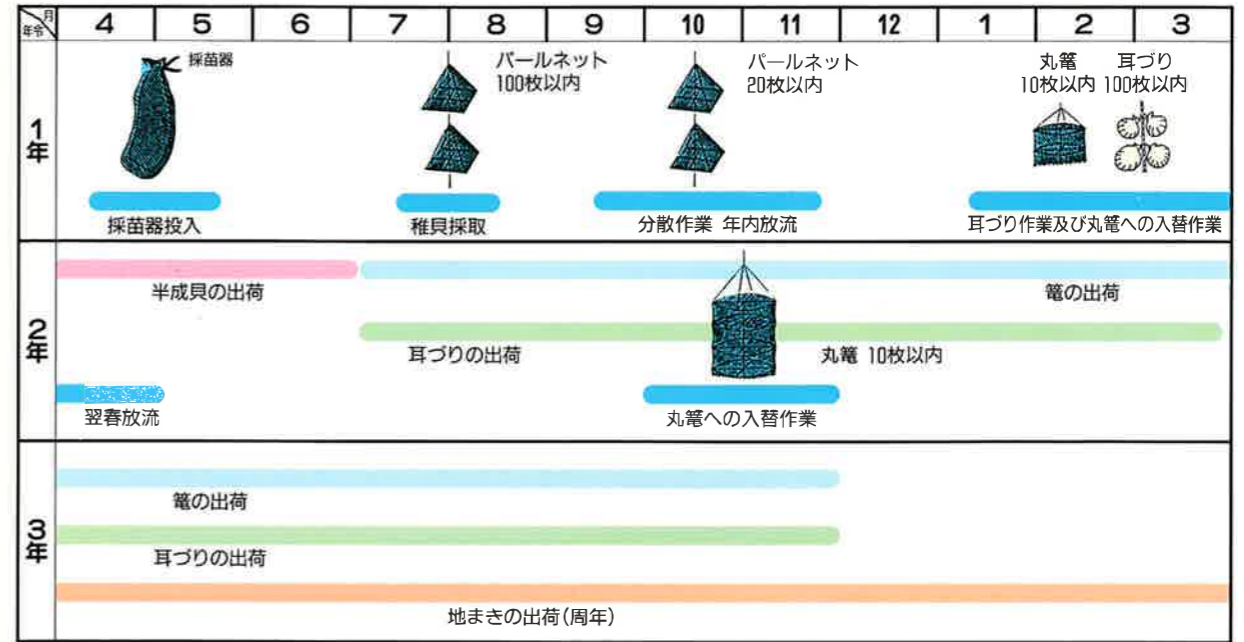 月
年令
4 5 6 7 8 9 10 11 12 1 2 3
1年
採苗器
パールネット
100枚以内
パールネット
20枚以内
丸篭
10枚以内
耳づり
100枚以内
採苗器投入
稚貝採取
分散作業 年内放流
耳づり作業及び丸篭への入替作業
2年
半成貝の出荷
篭の出荷
耳づりの出荷
丸篭 10枚以内
翌春放流
丸篭への入替作業
3年
篭の出荷
耳づりの出荷
地まきの出荷(周年)